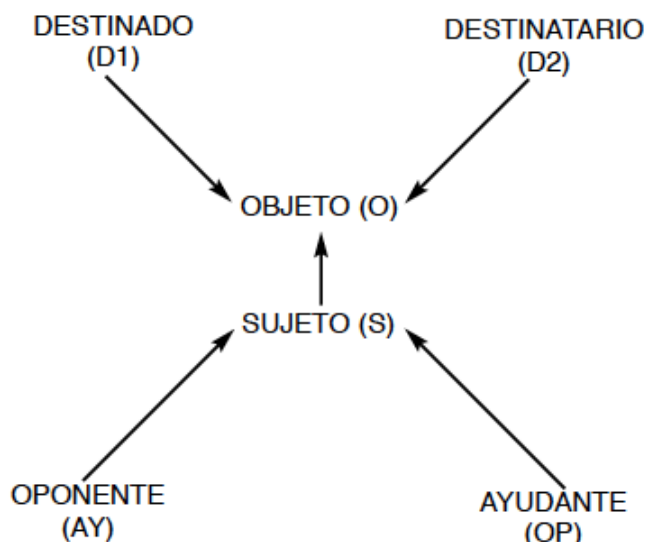 DESTINADO
(D1)
DESTINATARIO
(D2)
OBJETO (O)
SUJETO (S)
OPONENTE
(AY)
AYUDANTE
(OP)